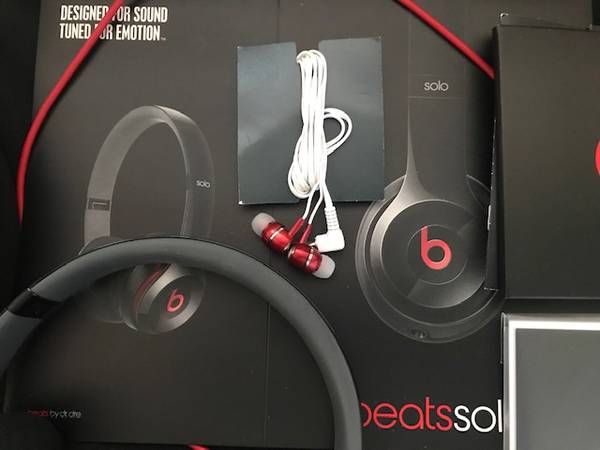 DESIGNED FOR SOUND
TUNED FOR EMOTION
solo
solo
b
b
beats by dr dre
beatssol